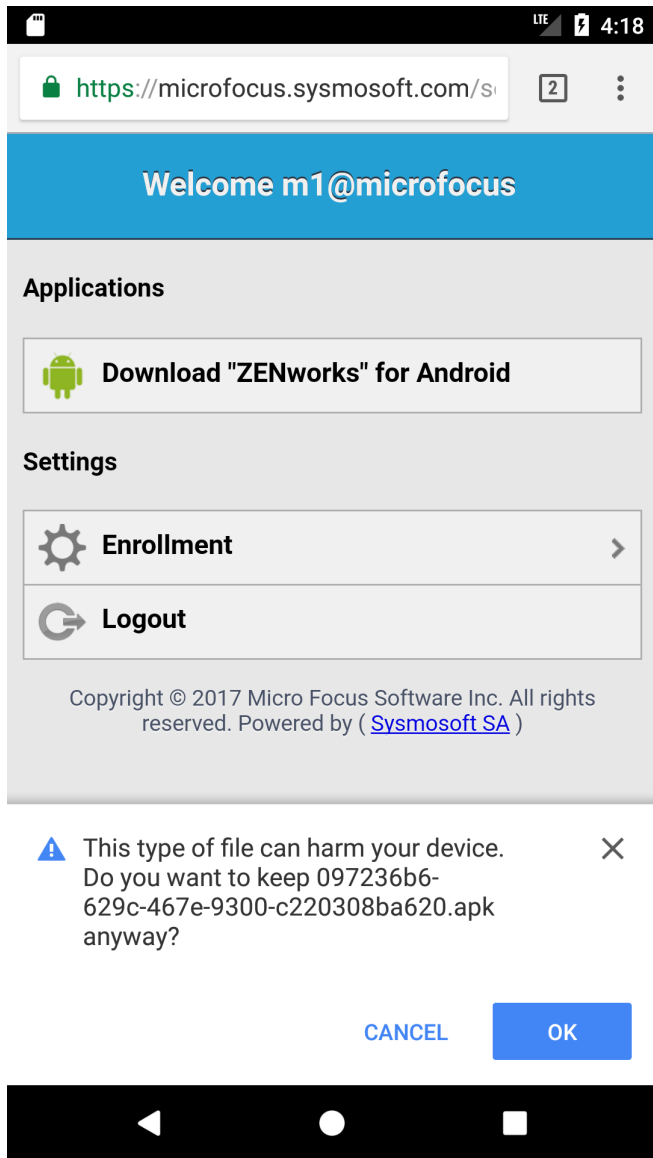 LTE 4:18
https://microfocus.sysmosoft.com/s
2
Welcome m1@microfocus
Applications
Download "ZENworks" for Android
Settings
Enrollment
Logout
Copyright © 2017 Micro Focus Software Inc. All rights
reserved. Powered by ( Sysmosoft SA )
This type of file can harm your device.
Do you want to keep 097236b6-
629c-467e-9300-c220308ba620.apk
anyway?
CANCEL OK